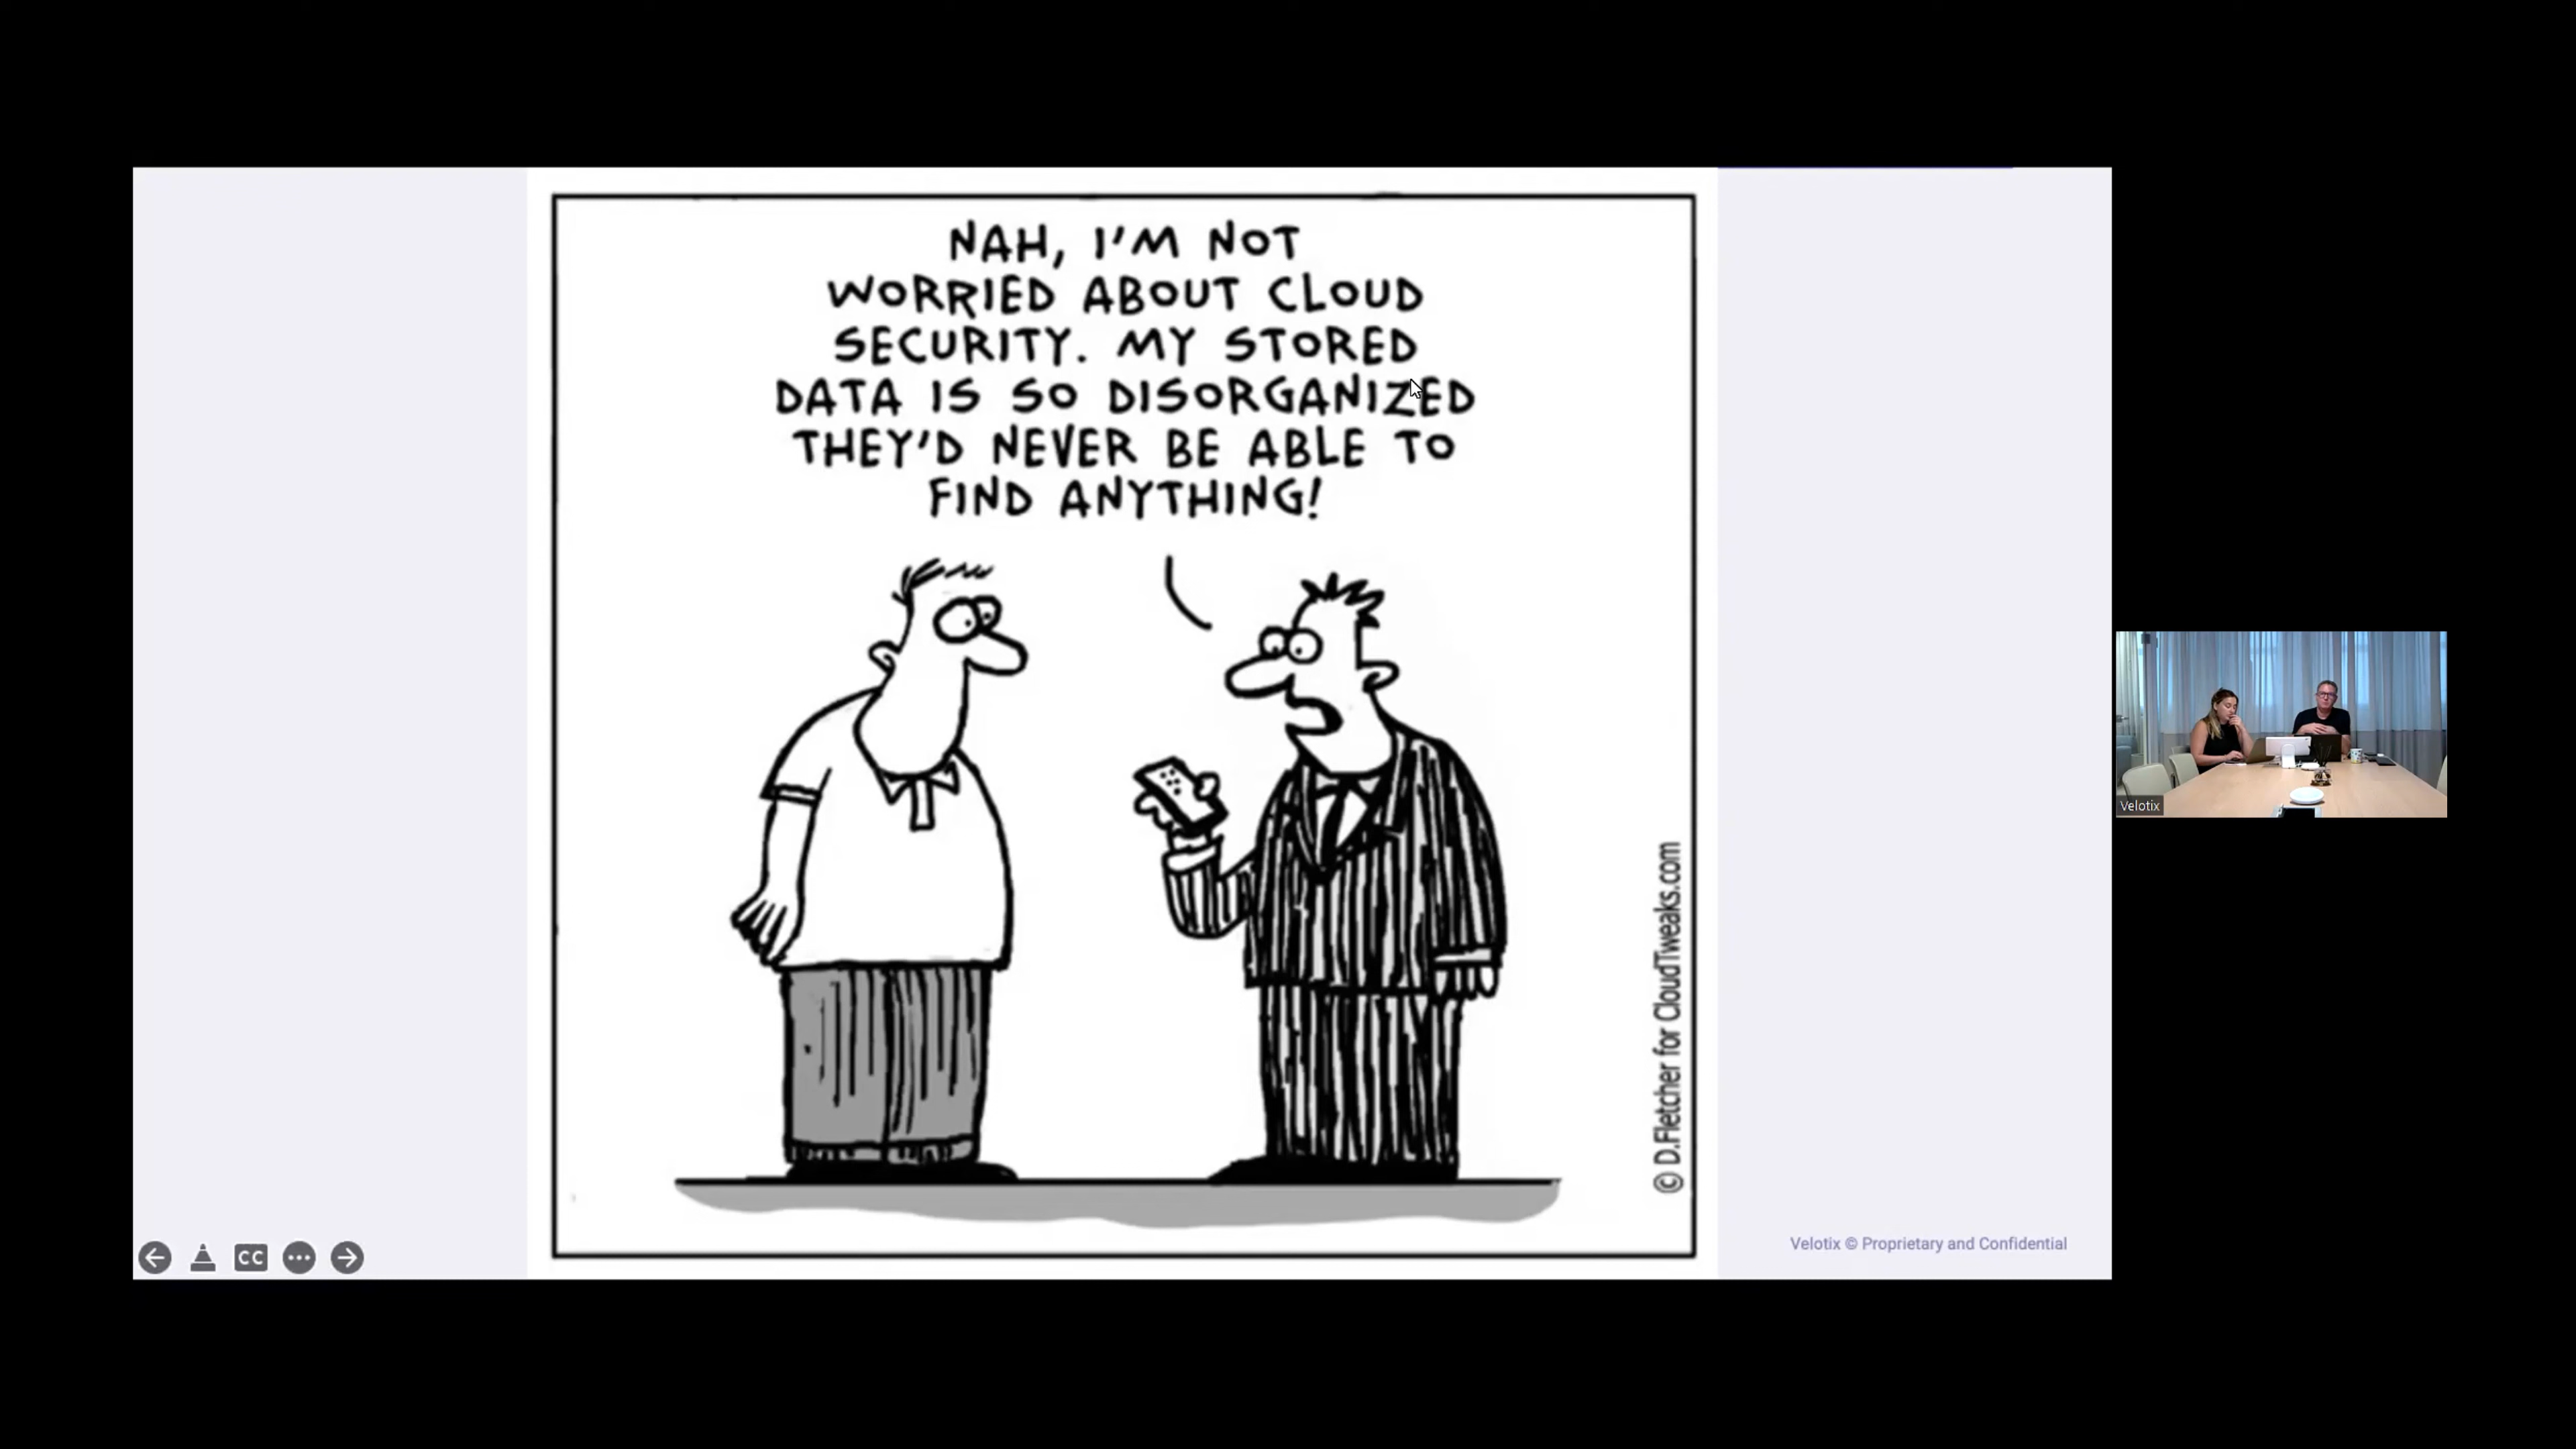 NAH, I'M NOT
WORRIED ABOUT CLOUD
SECURITY. MY STORED
DATA IS SO DISORGANIZED
THEY'D NEVER BE ABLE TO
FIND ANYTHING!
© D.Fletcher for CloudTweaks.com
Velotix © Proprietary and Confidential
CC
Velotix